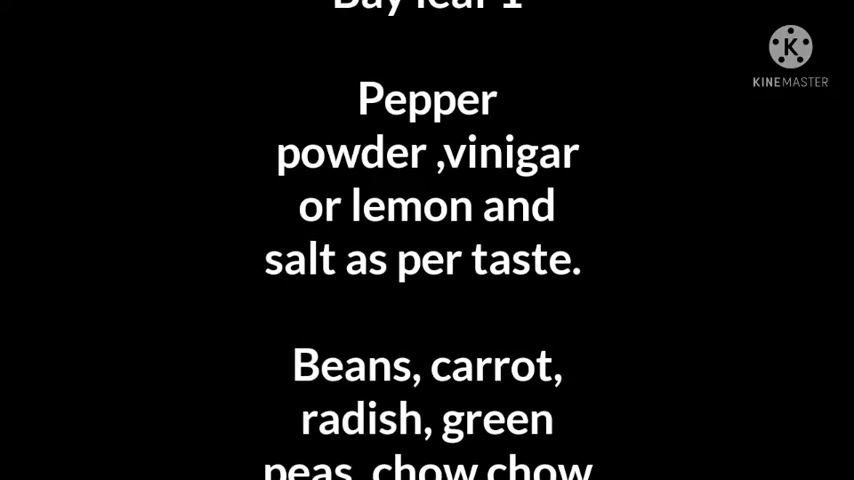 Bay leaf 1
Pepper
powder ,vinigar
or lemon and
salt as per taste.
Beans, carrot,
radish, green
peas, chow chow
KINEMASTER